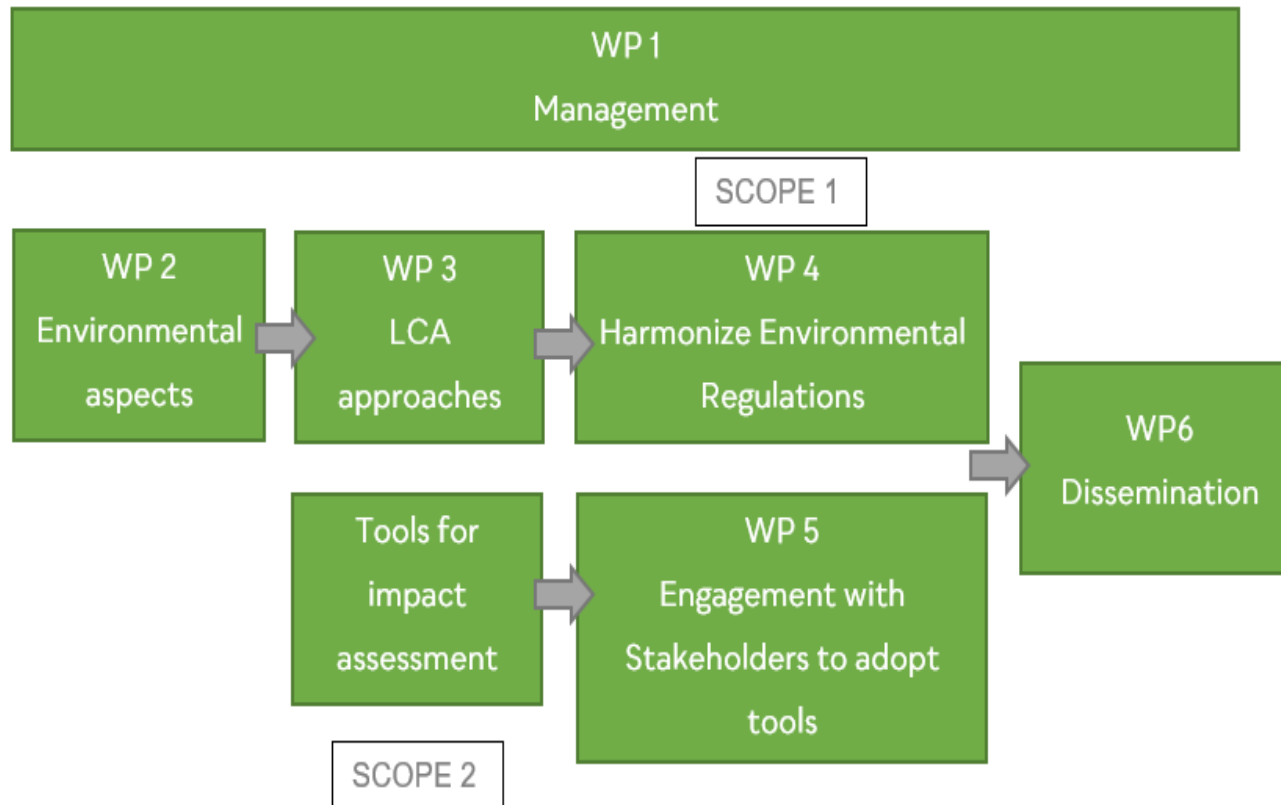 WP 1
Management
SCOPE 1
WP 2
Environmental
aspects
WP 3
LCA
approaches
WP 4
Harmonize Environmental
Regulations
WP6
Dissemination
Tools for
impact
assessment
WP 5
Engagement with
Stakeholders to adopt
tools
SCOPE 2